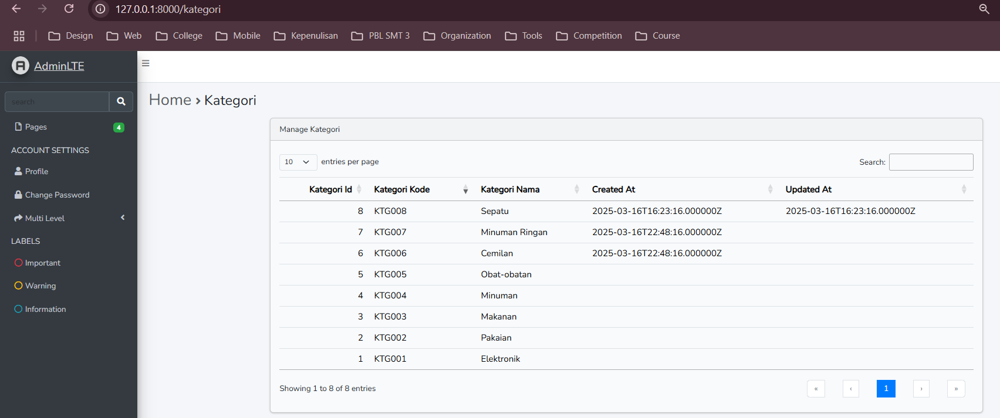 127.0.0.1:8000/kategori
Design Web College Mobile Kepenulisan PBL SMT 3 Organization Tools Competition Course
AdminLTE
search
Pages 4
ACCOUNT SETTINGS
Profile
Change Password
Multi Level
LABELS
Important
Warning
Information
Home › Kategori
Manage Kategori
10 entries per page Search:
Kategori Id Kategori Kode Kategori Nama Created At Updated At
8 KTG008 Sepatu 2025-03-16T16:23:16.000000Z 2025-03-16T16:23:16.000000Z
7 KTG007 Minuman Ringan 2025-03-16T22:48:16.000000Z
6 KTG006 Cemilan 2025-03-16T22:48:16.000000Z
5 KTG005 Obat-obatan
4 KTG004 Minuman
3 KTG003 Makanan
2 KTG002 Pakaian
1 KTG001 Elektronik
Showing 1 to 8 of 8 entries « ‹ 1 › »